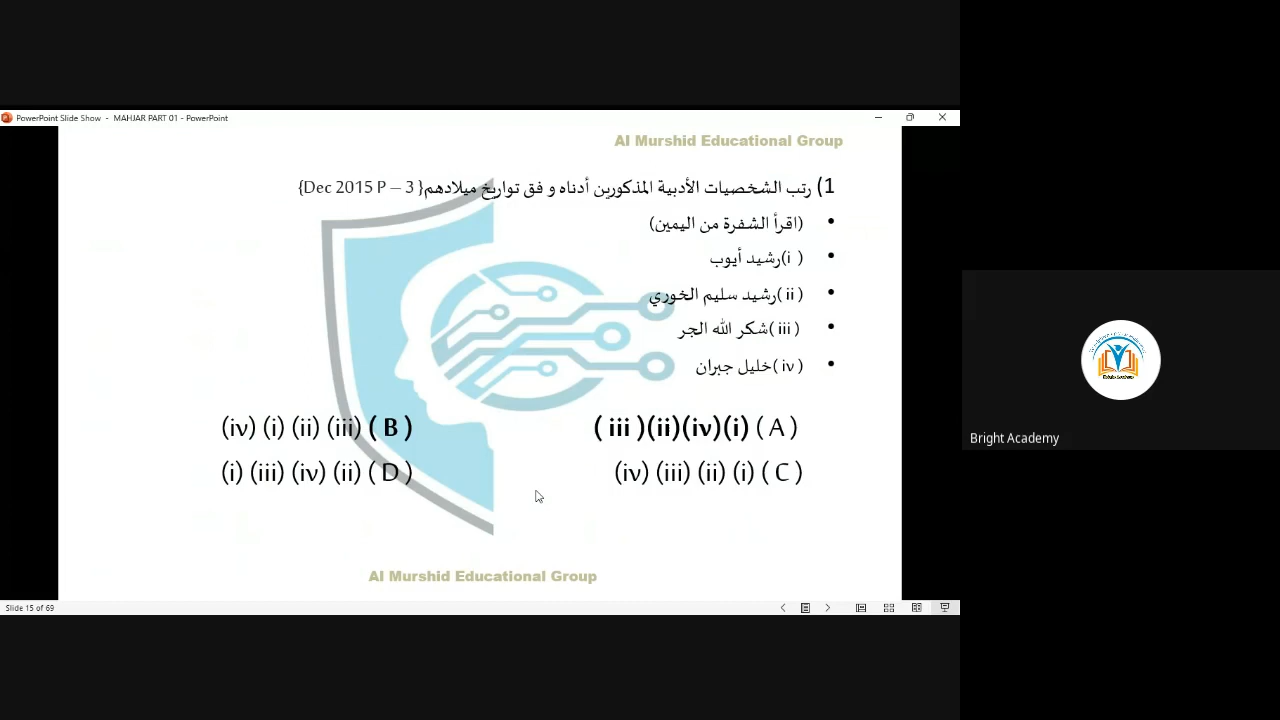 PowerPoint Slide Show - MAHJAR PART 01 - PowerPoint
Al Murshid Educational Group
1) رتب الشخصيات الأدبية المذكورين أدناه و فق تواريخ ميلادهم{ Dec 2015 P – 3}
• (اقرأ الشفرة من اليمين)
• ( i )رشيد أيوب
• ( ii )رشيد سليم الخوري
• ( iii )شكر الله الجر
• ( iv )خليل جبران
( iii )(ii)(iv)(i) ( A )
(iv) (i) (ii) (iii) ( B )
(iv) (iii) (ii) (i) ( C )
(i) (iii) (iv) (ii) ( D )
Al Murshid Educational Group
Slide 15 of 69
Bright Academy